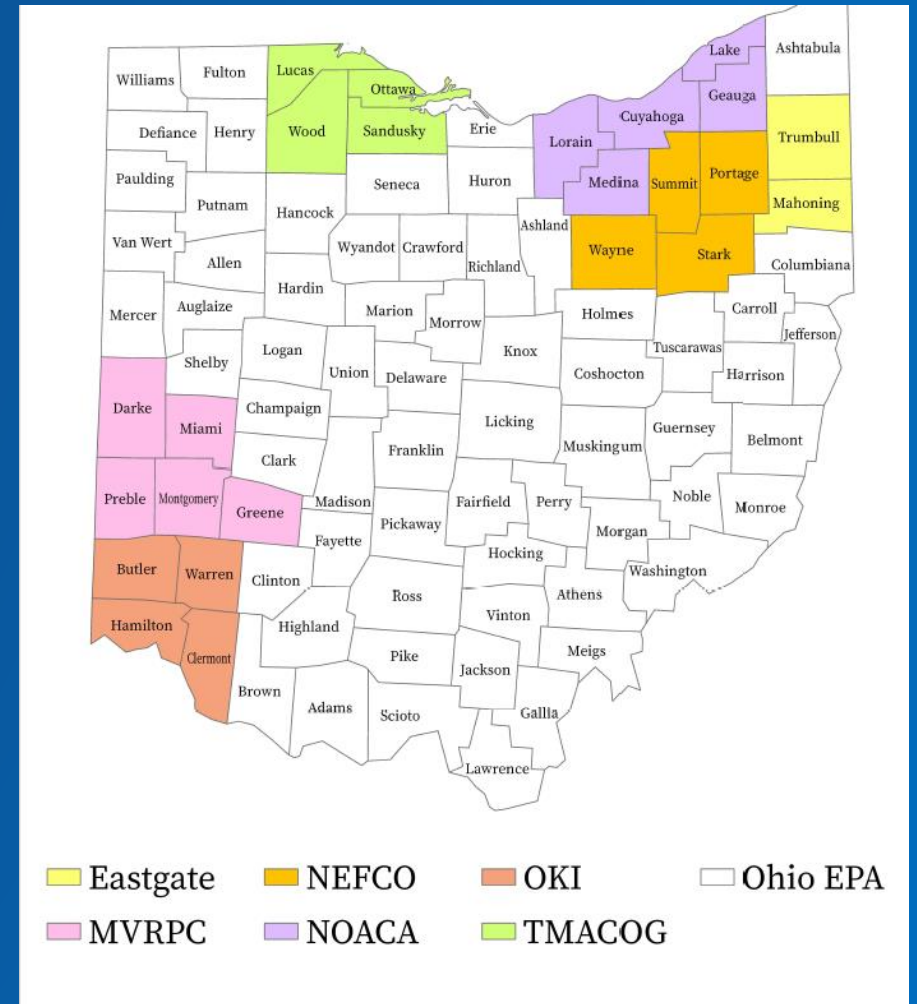 Lake
Ashtabula
Williams
Fulton
Lucas
Ottawa
Geauga
Cuyahoga
Defiance
Henry
Wood
Sandusky
Erie
Lorain
Trumbull
Paulding
Seneca
Huron
Medina
Summit
Portage
Putnam
Hancock
Mahoning
Ashland
Van Wert
Allen
Wyandot
Crawford
Richland
Wayne
Stark
Columbiana
Mercer
Auglaize
Hardin
Marion
Morrow
Holmes
Carroll
Jefferson
Shelby
Logan
Union
Delaware
Knox
Coshocton
Tuscarawas
Harrison
Darke
Miami
Champaign
Licking
Clark
Franklin
Muskingum
Guernsey
Belmont
Preble
Montgomery
Greene
Madison
Pickaway
Fairfield
Perry
Morgan
Noble
Monroe
Fayette
Hocking
Butler
Warren
Clinton
Ross
Athens
Washington
Hamilton
Clermont
Highland
Vinton
Pike
Jackson
Meigs
Brown
Adams
Scioto
Gallia
Lawrence
Eastgate
NEFCO
OKI
Ohio EPA
MVRPC
NOACA
TMACOG